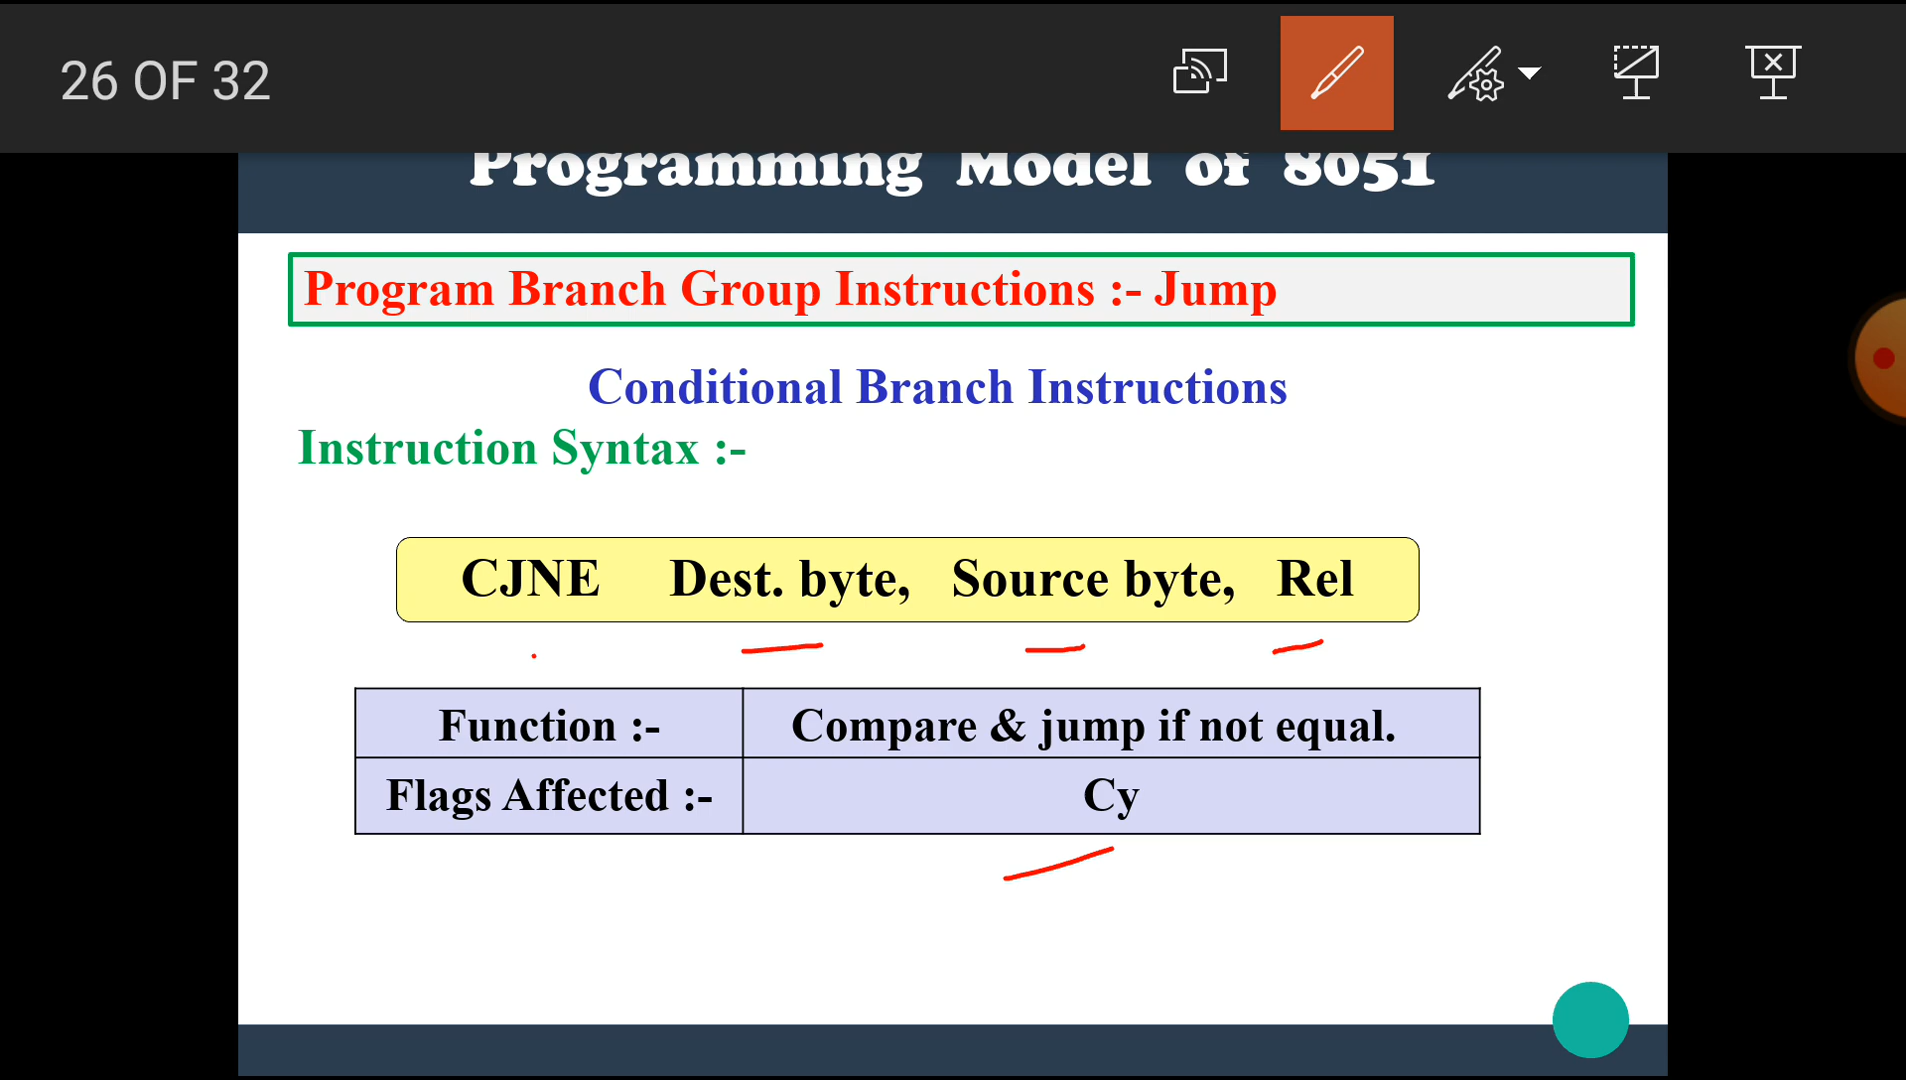 26 OF 32
Programming Model of 8051
Program Branch Group Instructions :- Jump
Conditional Branch Instructions
Instruction Syntax :-
CJNE Dest. byte, Source byte, Rel
Function :- Compare & jump if not equal.
Flags Affected :- Cy